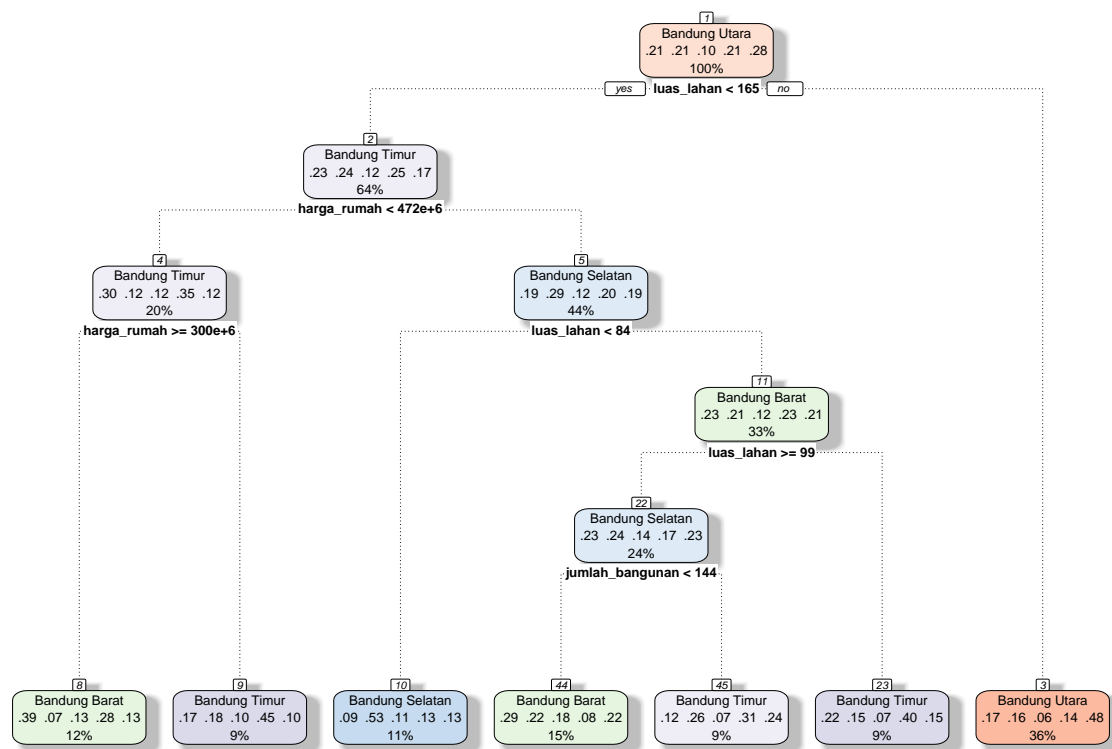 1
Bandung Utara
.21 .21 .10 .21 .28
100%
yes luas_lahan < 165 no
2
Bandung Timur
.23 .24 .12 .25 .17
64%
harga_rumah < 472e+6
4
Bandung Timur
.30 .12 .12 .35 .12
20%
harga_rumah >= 300e+6
5
Bandung Selatan
.19 .29 .12 .20 .19
44%
luas_lahan < 84
11
Bandung Barat
.23 .21 .12 .23 .21
33%
luas_lahan >= 99
22
Bandung Selatan
.23 .24 .14 .17 .23
24%
jumlah_bangunan < 144
8
Bandung Barat
.39 .07 .13 .28 .13
12%
9
Bandung Timur
.17 .18 .10 .45 .10
9%
10
Bandung Selatan
.09 .53 .11 .13 .13
11%
44
Bandung Barat
.29 .22 .18 .08 .22
15%
45
Bandung Timur
.12 .26 .07 .31 .24
9%
23
Bandung Timur
.22 .15 .07 .40 .15
9%
3
Bandung Utara
.17 .16 .06 .14 .48
36%